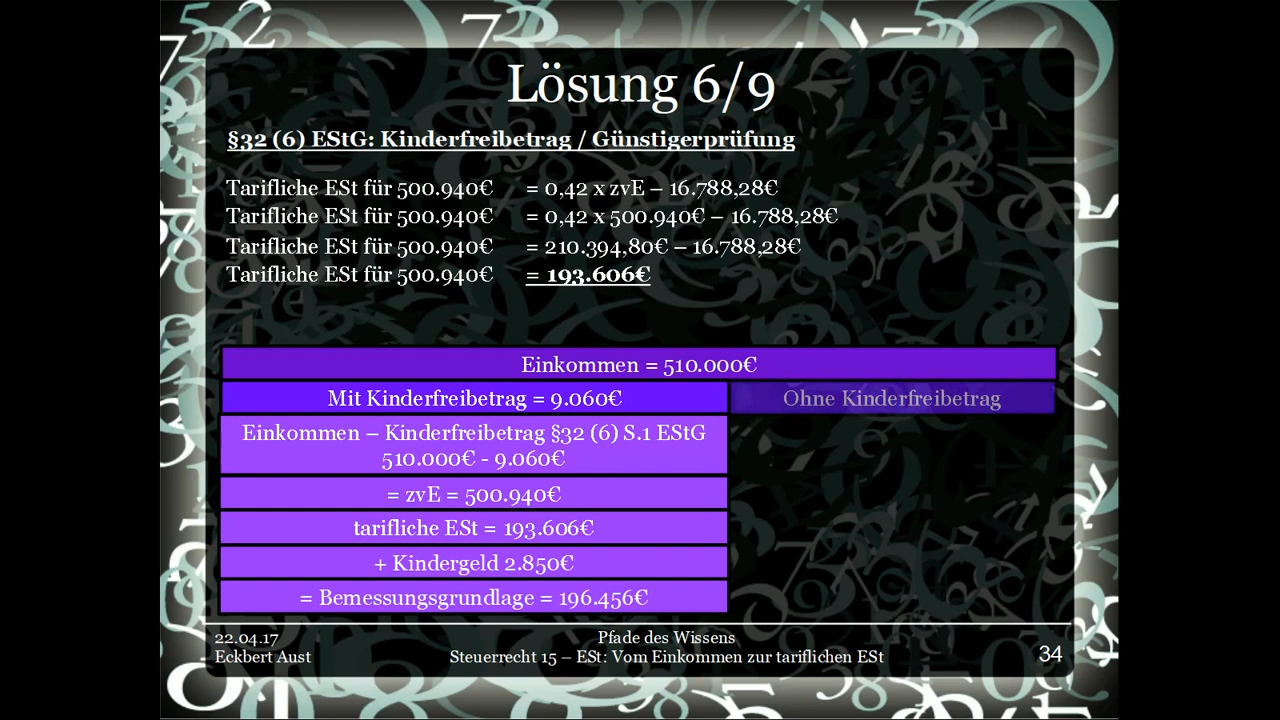 Lösung 6/9
§32 (6) EStG: Kinderfreibetrag / Günstigerprüfung
Tarifliche ESt für 500.940€ = 0,42 x zvE – 16.788,28€
Tarifliche ESt für 500.940€ = 0,42 x 500.940€ – 16.788,28€
Tarifliche ESt für 500.940€ = 210.394,80€ – 16.788,28€
Tarifliche ESt für 500.940€ = 193.606€
Einkommen = 510.000€
Mit Kinderfreibetrag = 9.060€ Ohne Kinderfreibetrag
Einkommen – Kinderfreibetrag §32 (6) S.1 EStG
510.000€ - 9.060€
= zvE = 500.940€
tarifliche ESt = 193.606€
+ Kindergeld 2.850€
= Bemessungsgrundlage = 196.456€
22.04.17 Pfade des Wissens
Eckbert Aust Steuerrecht 15 – ESt: Vom Einkommen zur tariflichen ESt 34